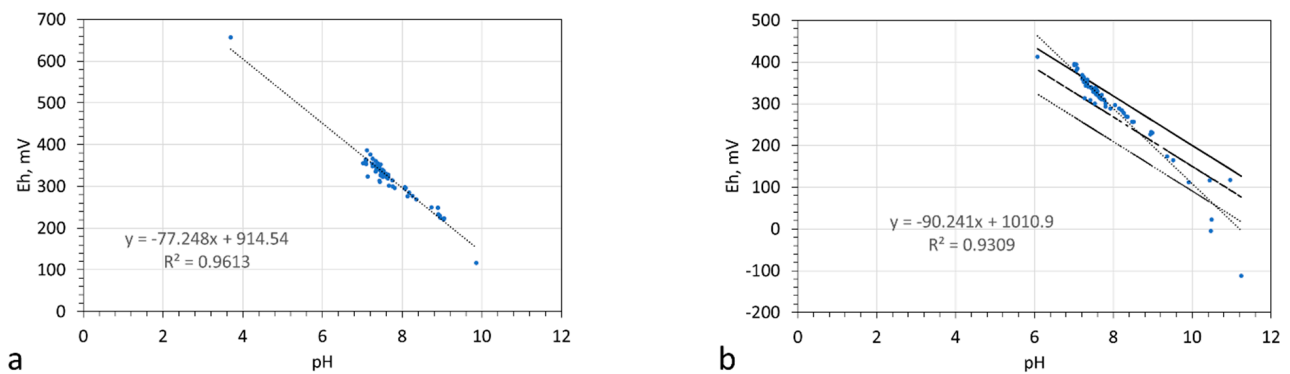 700
600
500
400
300
200
100
0
Eh, mV
y = -77.248x + 914.54
R² = 0.9613
0 2 4 6 8 10 12
pH
a
500
400
300
200
100
0
-100
-200
Eh, mV
y = -90.241x + 1010.9
R² = 0.9309
0 2 4 6 8 10 12
pH
b